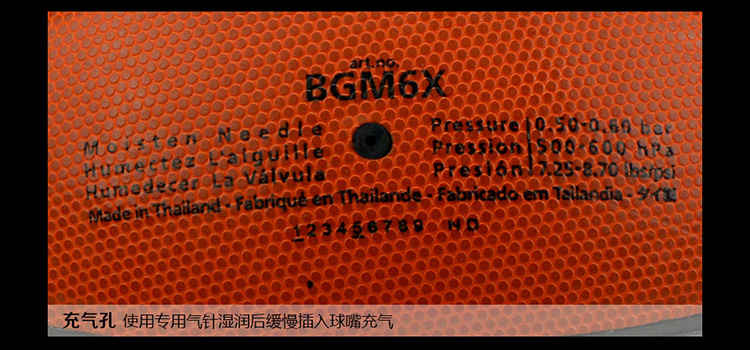 art.no.
BGM6X
Moisten Needle
Humectez L'aiguille
Humedecer La Válvula
Pressure 0.50-0.60 bar
Pression 500-600 hPa
Presión 7.25-8.70 lbs/psi
Made in Thailand - Fabriqué en Thaïlande - Fabricado em Tailandia - タイ製
123456789 ND
充气孔 使用专用气针湿润后缓慢插入球嘴充气